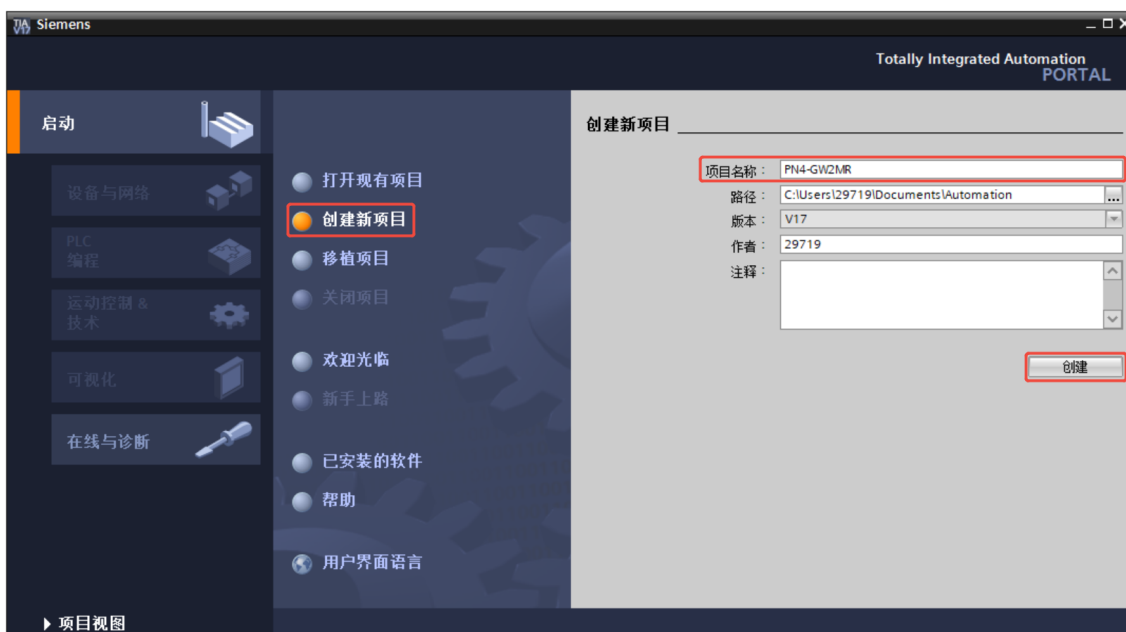 Siemens
Totally Integrated Automation
PORTAL
启动
设备与网络
PLC
编程
运动控制 &
技术
可视化
在线与诊断
项目视图
打开现有项目
创建新项目
移植项目
关闭项目
欢迎光临
新手上路
已安装的软件
帮助
用户界面语言
创建新项目
项目名称： PN4-GW2MR
路径： C:\Users\29719\Documents\Automation ...
版本： V17
作者： 29719
注释：
创建